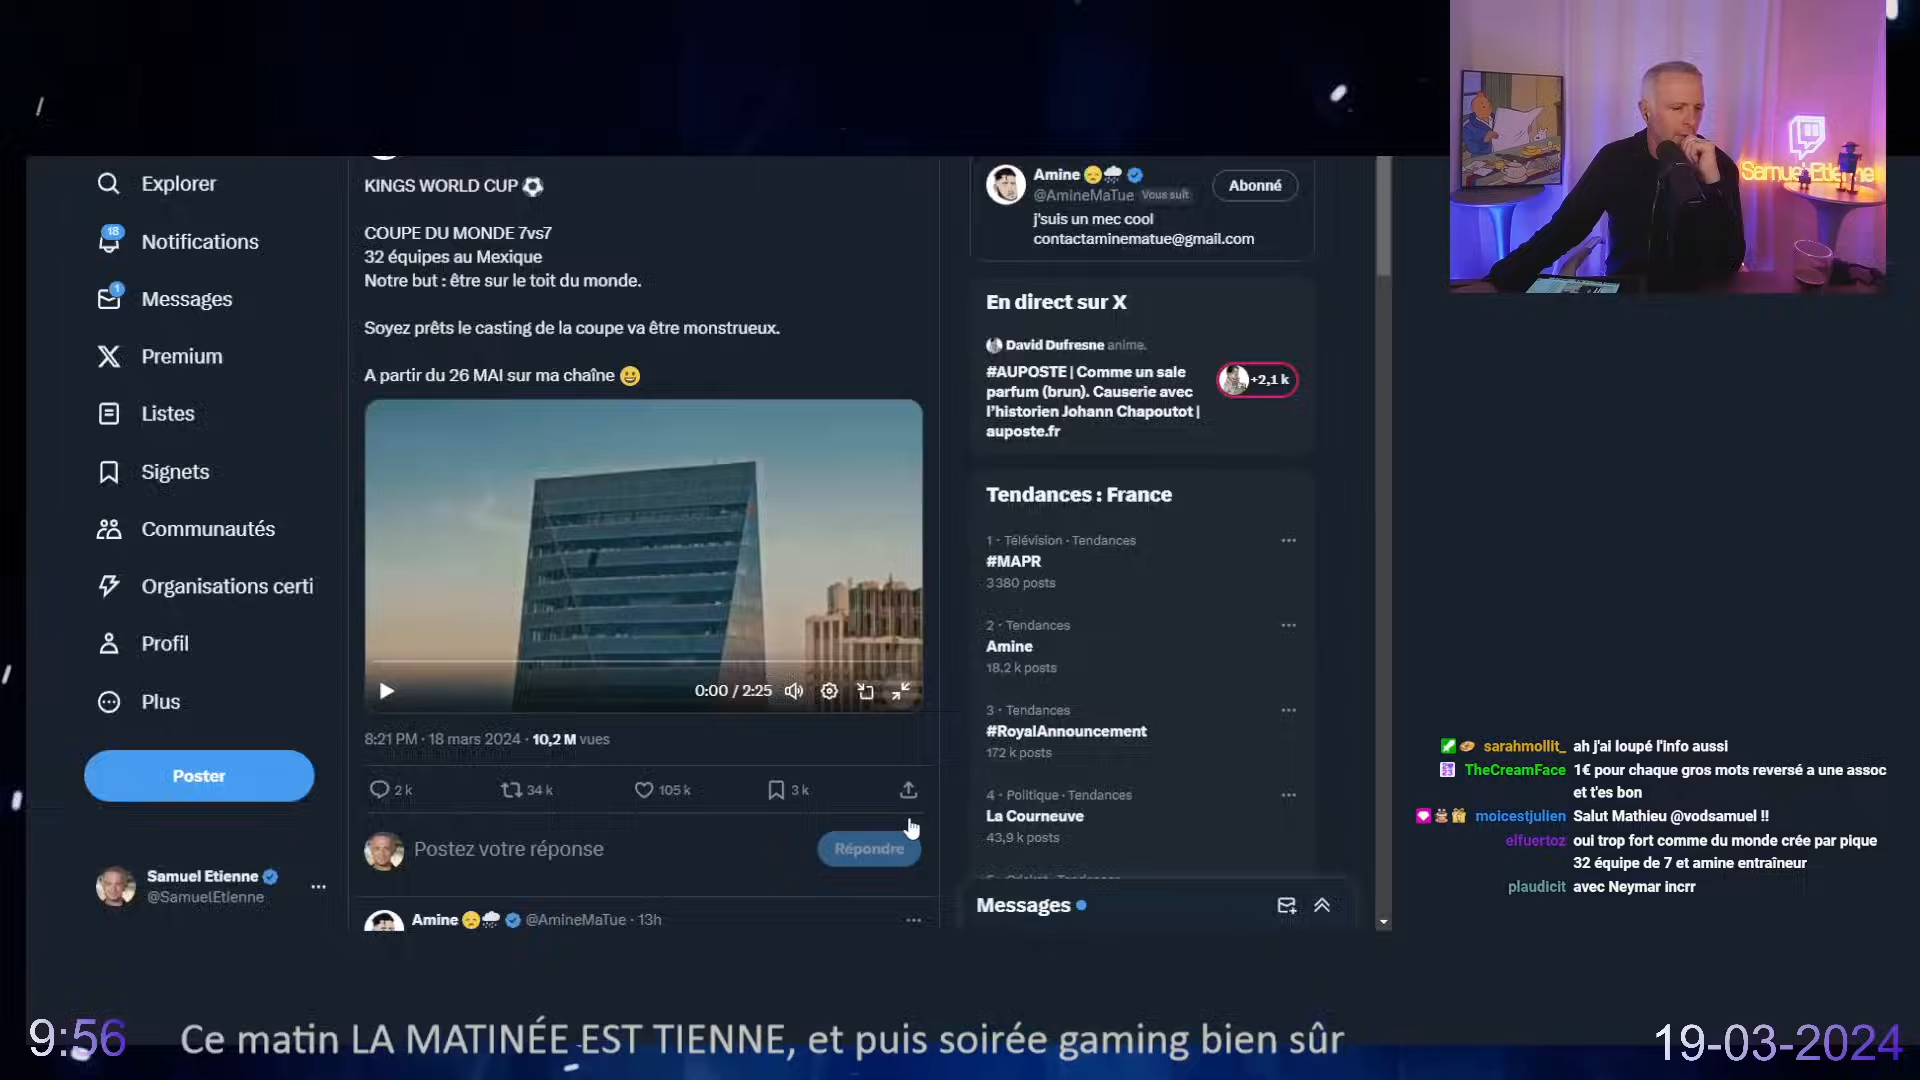 Explorer
18
Notifications
1
Messages
Premium
Listes
Signets
Communautés
Organisations certi
Profil
Plus
Poster
Samuel Etienne
@SamuelEtienne
KINGS WORLD CUP
COUPE DU MONDE 7vs7
32 équipes au Mexique
Notre but : être sur le toit du monde.
Soyez prêts le casting de la coupe va être monstrueux.
A partir du 26 MAI sur ma chaîne
0:00 / 2:25
8:21 PM · 18 mars 2024 · 10,2 M vues
2 k
34 k
105 k
3 k
Postez votre réponse
Répondre
Amine @AmineMaTue · 13h
Amine
@AmineMaTue Vous suit
Abonné
j'suis un mec cool
contactaminematue@gmail.com
En direct sur X
David Dufresne anime.
#AUPOSTE | Comme un sale
parfum (brun). Causerie avec
l'historien Johann Chapoutot |
auposte.fr
+2,1 k
Tendances : France
1 · Télévision · Tendances
#MAPR
3 380 posts
2 · Tendances
Amine
18.2 k posts
3 · Tendances
#RoyalAnnouncement
172 k posts
4 · Politique · Tendances
La Courneuve
43,9 k posts
Messages
Samuel Etienne
sarahmollit_ ah j'ai loupé l'info aussi
TheCreamFace 1€ pour chaque gros mots reversé a une assoc
et t'es bon
moicestjulien Salut Mathieu @vodsamuel !!
elfuertoz oui trop fort comme du monde crée par pique
32 équipe de 7 et amine entraîneur
plaudicit avec Neymar incrr
9:56
Ce matin LA MATINÉE EST TIENNE, et puis soirée gaming bien sûr
19-03-2024